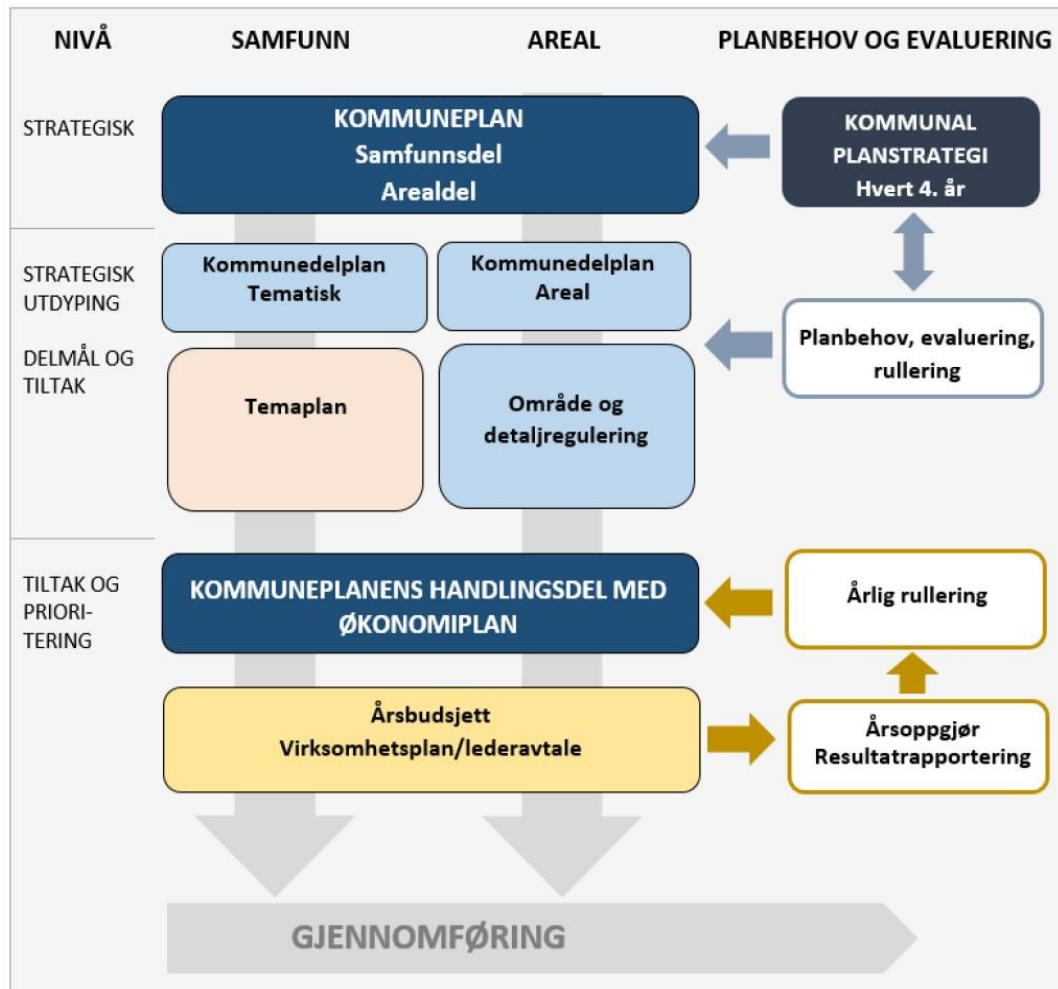 NIVÅ
SAMFUNN
AREAL
PLANBEHOV OG EVALUERING
STRATEGISK
KOMMUNEPLAN
Samfunnsdel
Arealdel
KOMMUNAL
PLANSTRATEGI
Hvert 4. år
STRATEGISK
UTDYPING
Kommunedelplan
Tematisk
Kommunedelplan
Areal
Planbehov, evaluering,
rullering
DELMÅL OG
TILTAK
Temaplan
Område og
detaljregulering
TILTAK OG
PRIORI-
TERING
KOMMUNEPLANENS HANDLINGSDEL MED
ØKONOMIPLAN
Årlig rullering
Årsbudsjett
Virksomhetsplan/lederavtale
Årsoppgjør
Resultatrapportering
GJENNOMFØRING